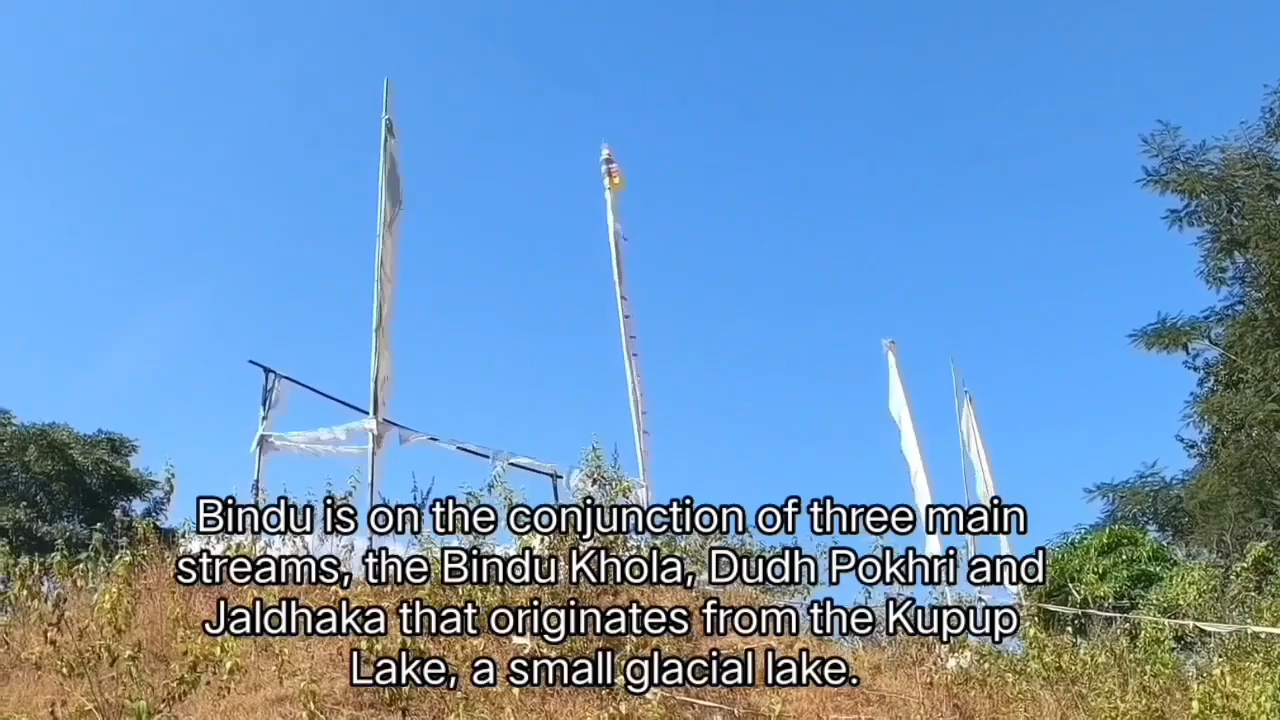 Bindu is on the conjunction of three main
streams, the Bindu Khola, Dudh Pokhri and
Jaldhaka that originates from the Kupup
Lake, a small glacial lake.